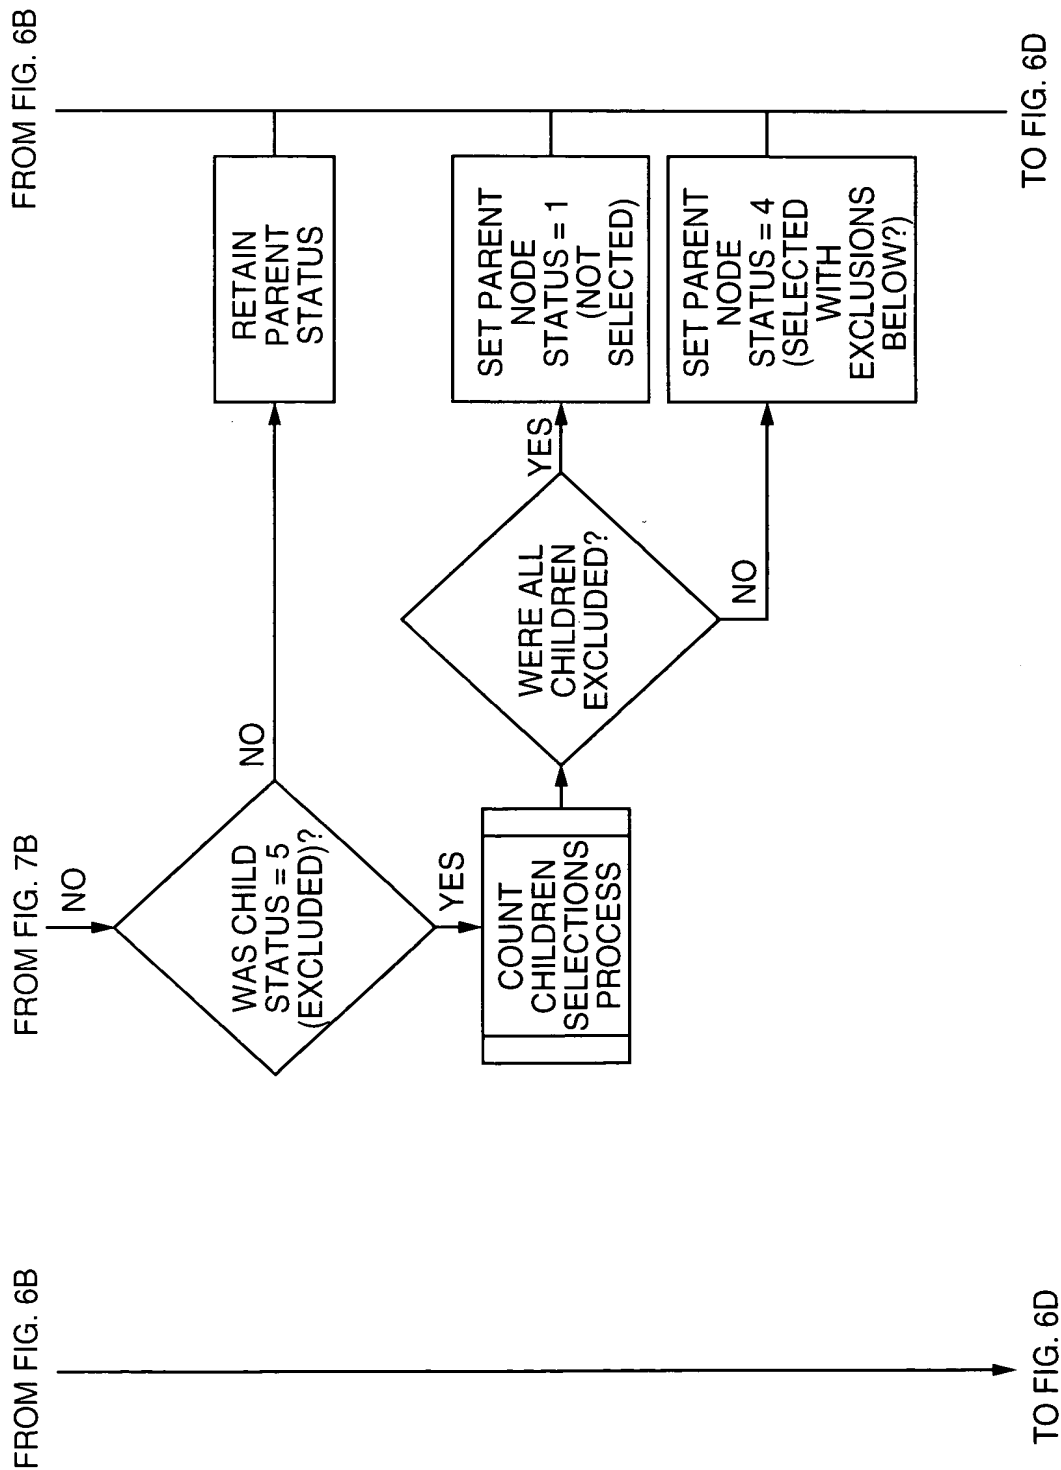 FROM FIG. 6B
FROM FIG. 7B
FROM FIG. 6B
NO
WAS CHILD
STATUS = 5
(EXCLUDED)?
NO
RETAIN
PARENT
STATUS
YES
COUNT
CHILDREN
SELECTIONS
PROCESS
WERE ALL
CHILDREN
EXCLUDED?
YES
SET PARENT
NODE
STATUS = 1
(NOT
SELECTED)
NO
SET PARENT
NODE
STATUS = 4
(SELECTED
WITH
EXCLUSIONS
BELOW?)
TO FIG. 6D
TO FIG. 6D